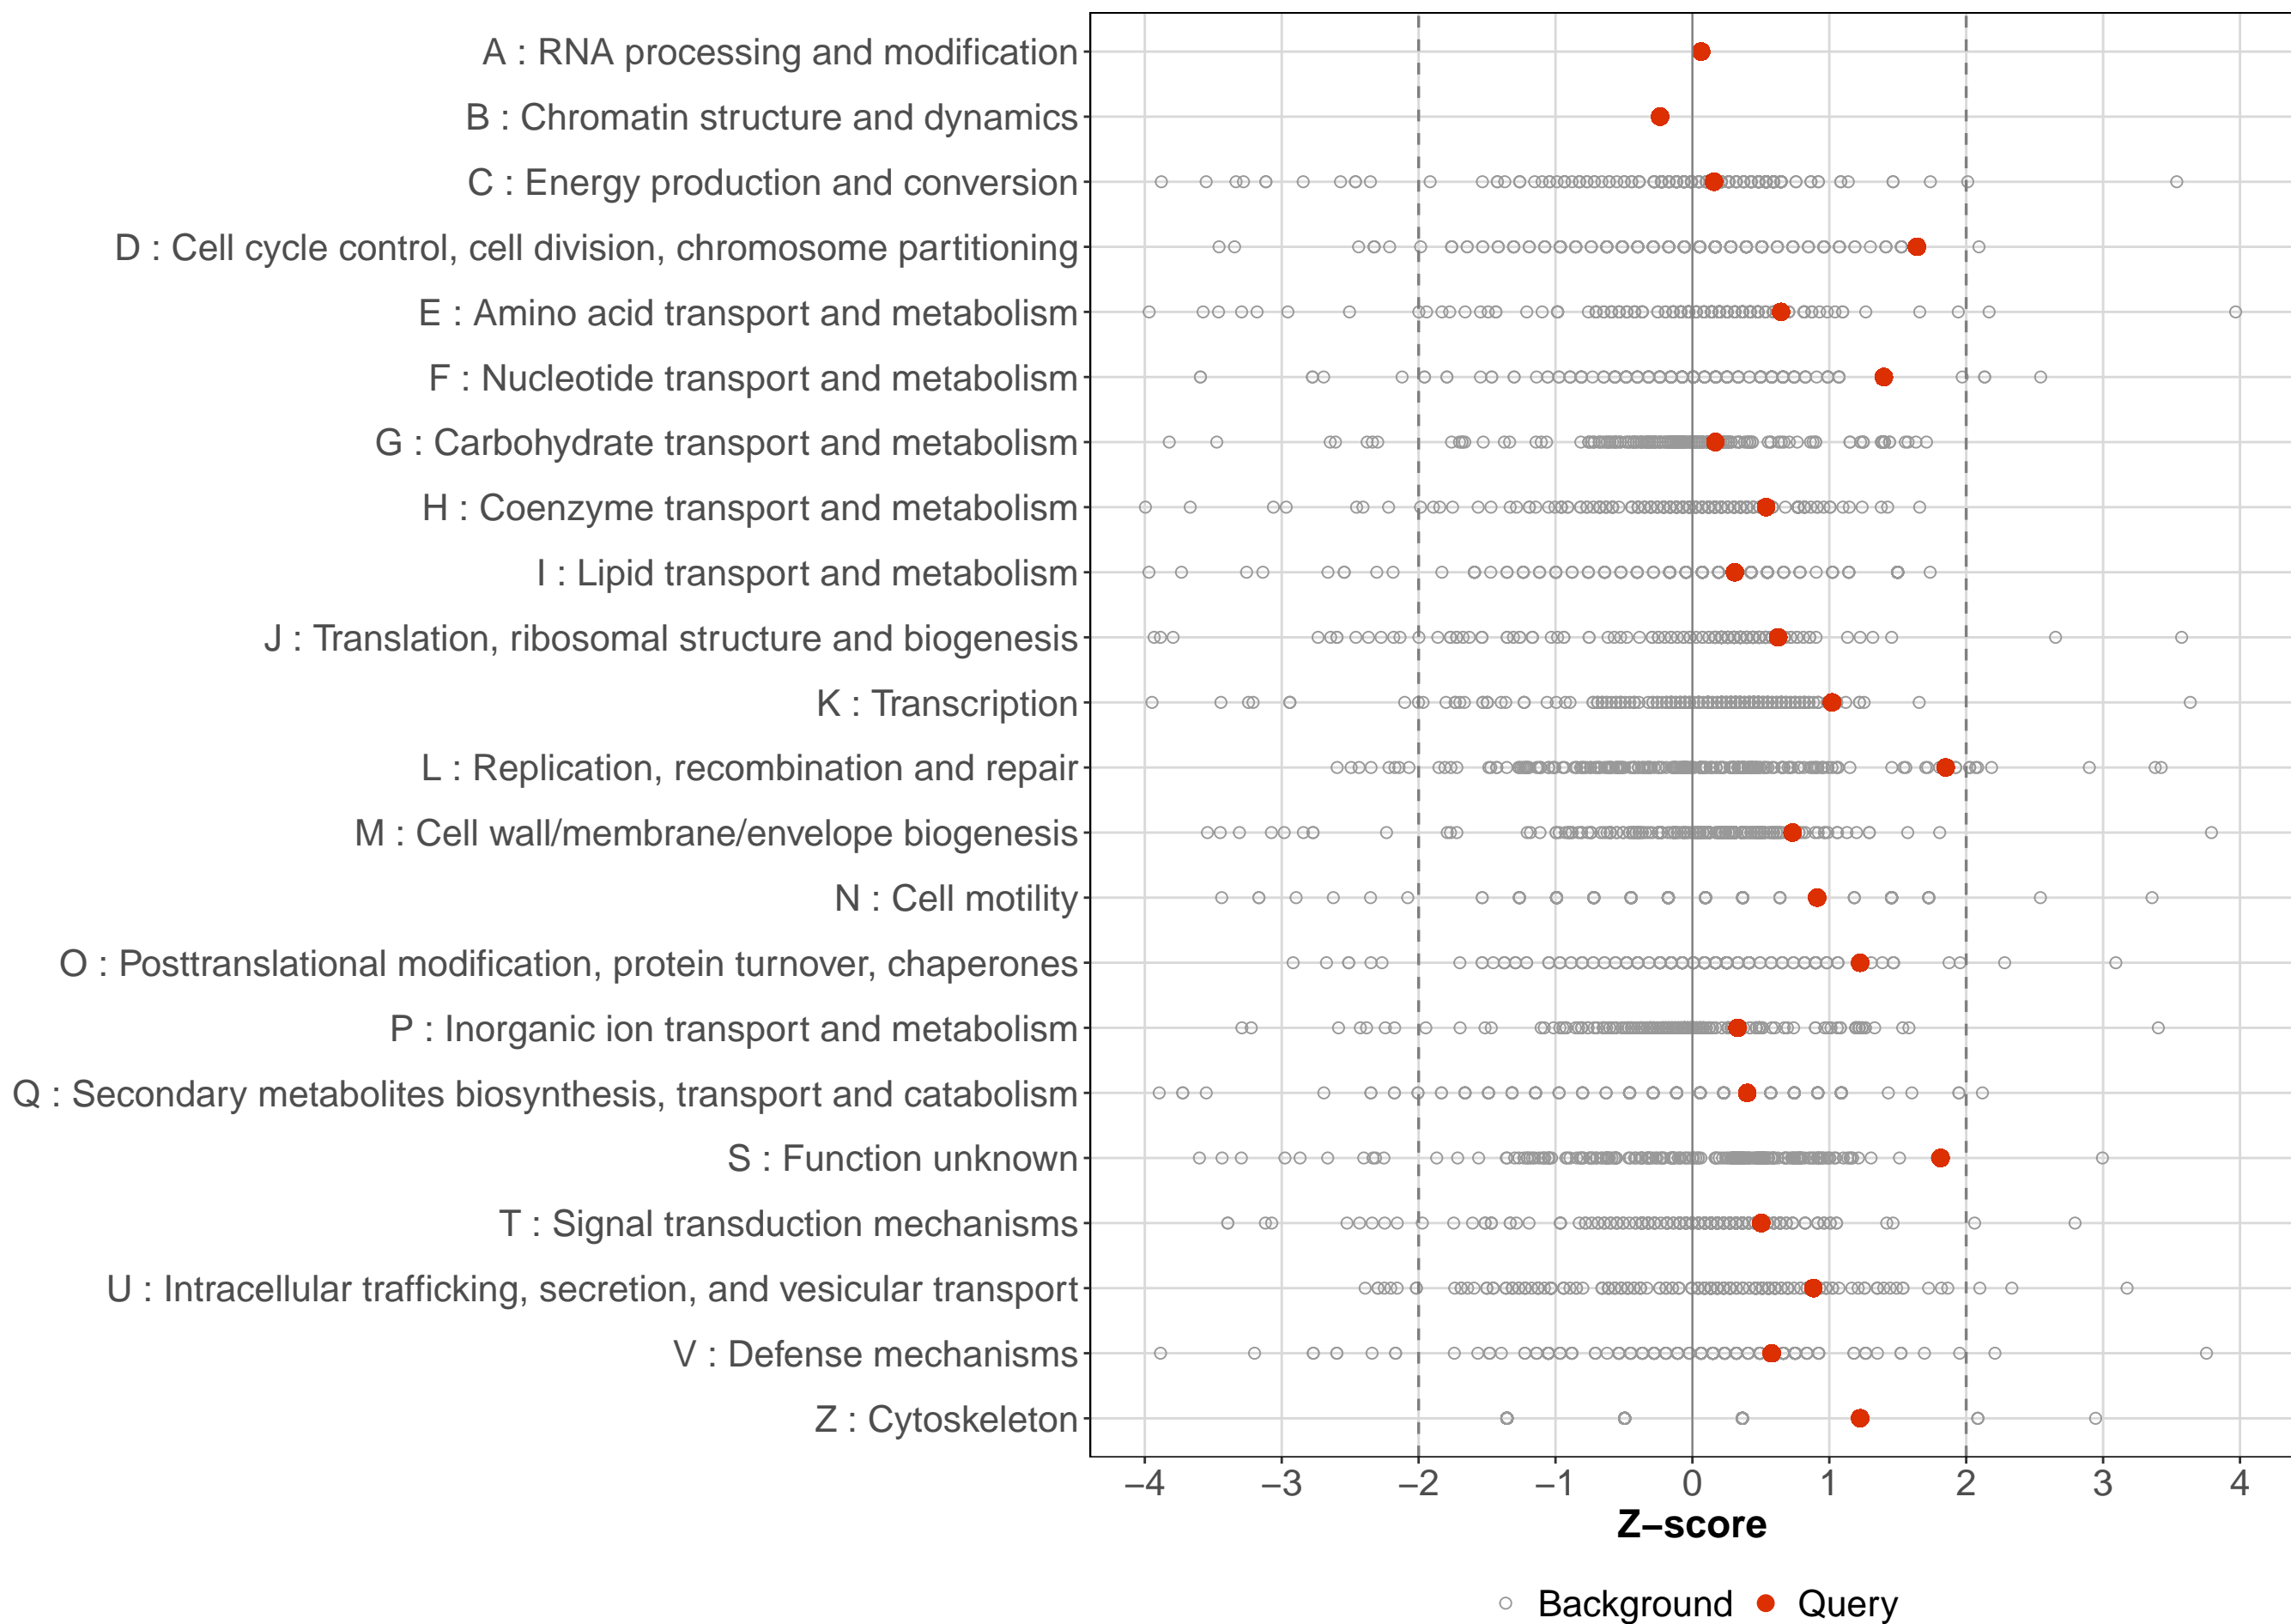 A : RNA processing and modification
B : Chromatin structure and dynamics
C : Energy production and conversion
D : Cell cycle control, cell division, chromosome partitioning
E : Amino acid transport and metabolism
F : Nucleotide transport and metabolism
G : Carbohydrate transport and metabolism
H : Coenzyme transport and metabolism
I : Lipid transport and metabolism
J : Translation, ribosomal structure and biogenesis
K : Transcription
L : Replication, recombination and repair
M : Cell wall/membrane/envelope biogenesis
N : Cell motility
O : Posttranslational modification, protein turnover, chaperones
P : Inorganic ion transport and metabolism
Q : Secondary metabolites biosynthesis, transport and catabolism
S : Function unknown
T : Signal transduction mechanisms
U : Intracellular trafficking, secretion, and vesicular transport
V : Defense mechanisms
Z : Cytoskeleton
−4 −3 −2 −1 0 1 2 3 4
Z−score
Background Query